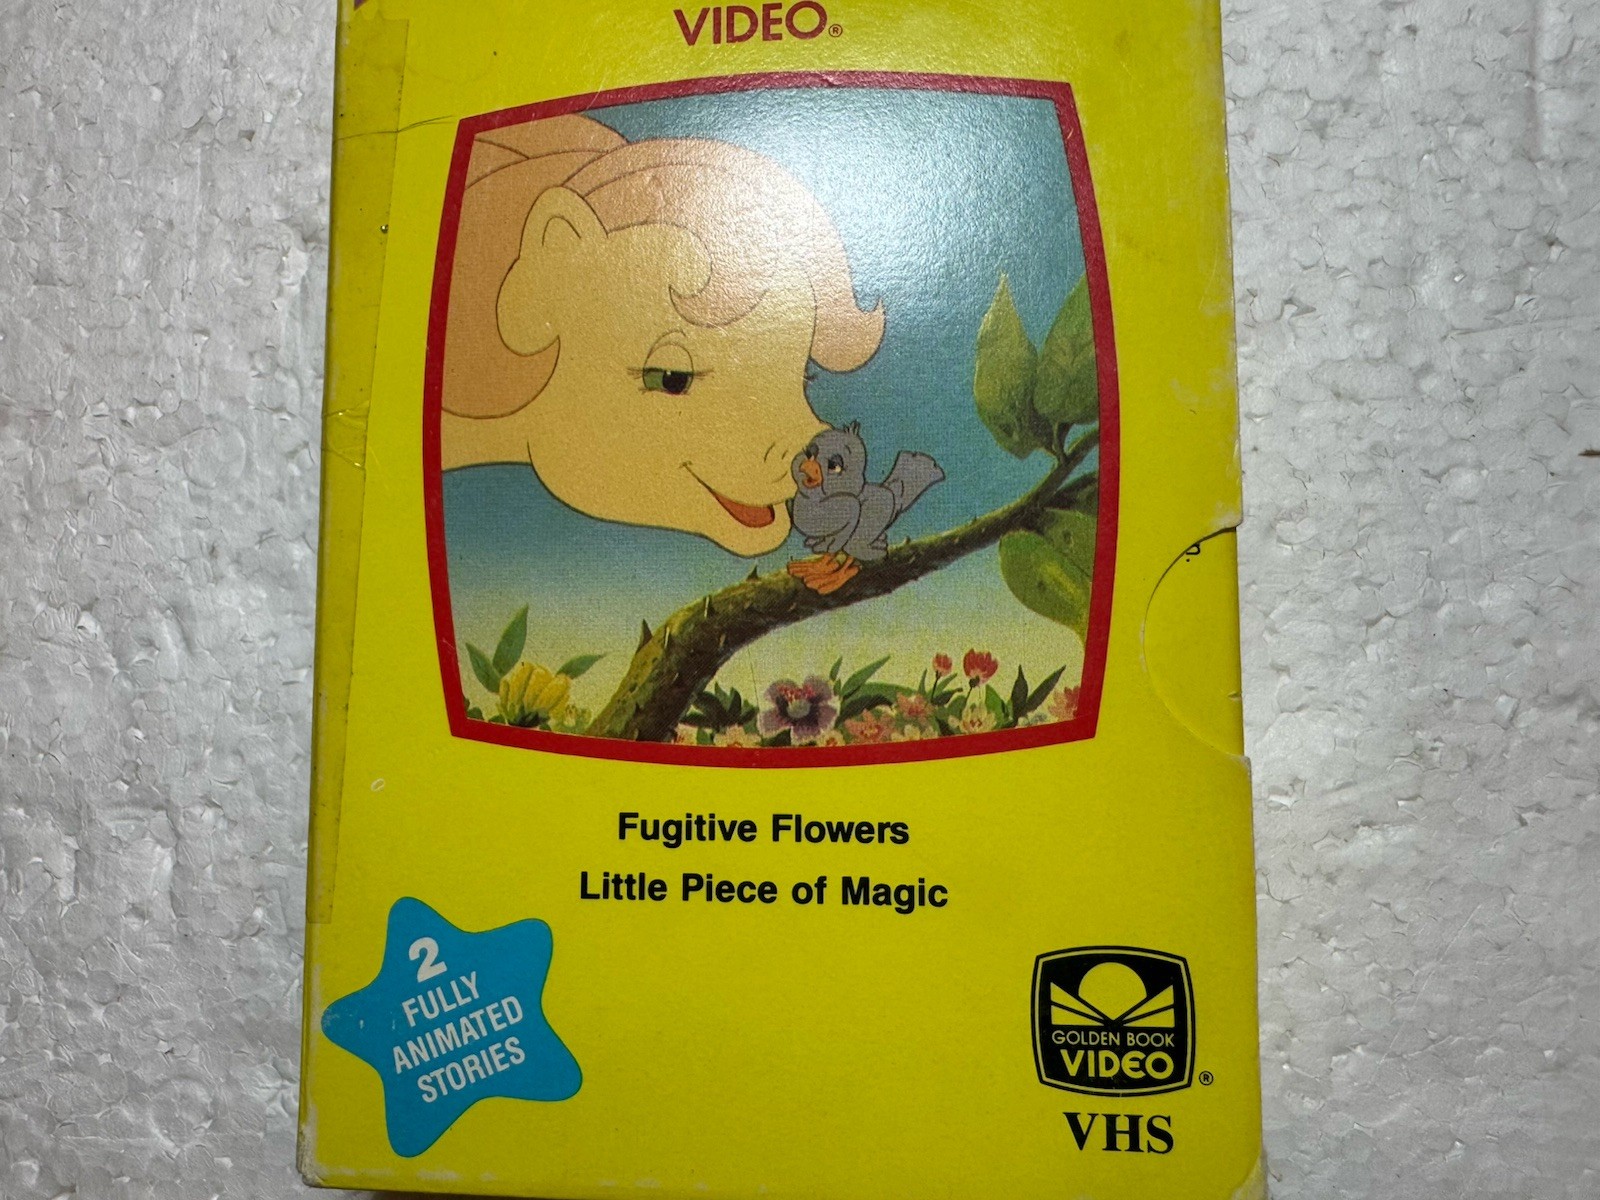 VIDEO®
Fugitive Flowers
Little Piece of Magic
2
FULLY
ANIMATED
STORIES
GOLDEN BOOK
VIDEO®
VHS